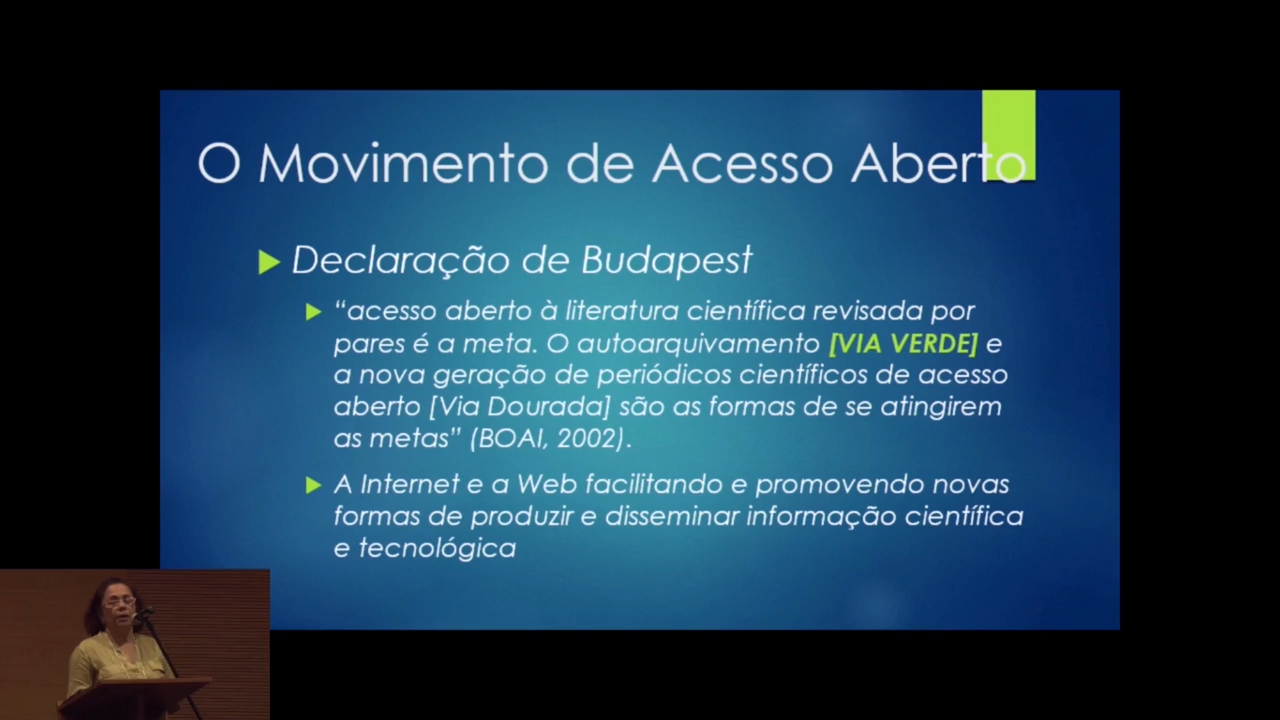 O Movimento de Acesso Aberto
Declaração de Budapest
“acesso aberto à literatura científica revisada por
pares é a meta. O autoarquivamento [VIA VERDE] e
a nova geração de periódicos científicos de acesso
aberto [Via Dourada] são as formas de se atingirem
as metas” (BOAI, 2002).
A Internet e a Web facilitando e promovendo novas
formas de produzir e disseminar informação científica
e tecnológica